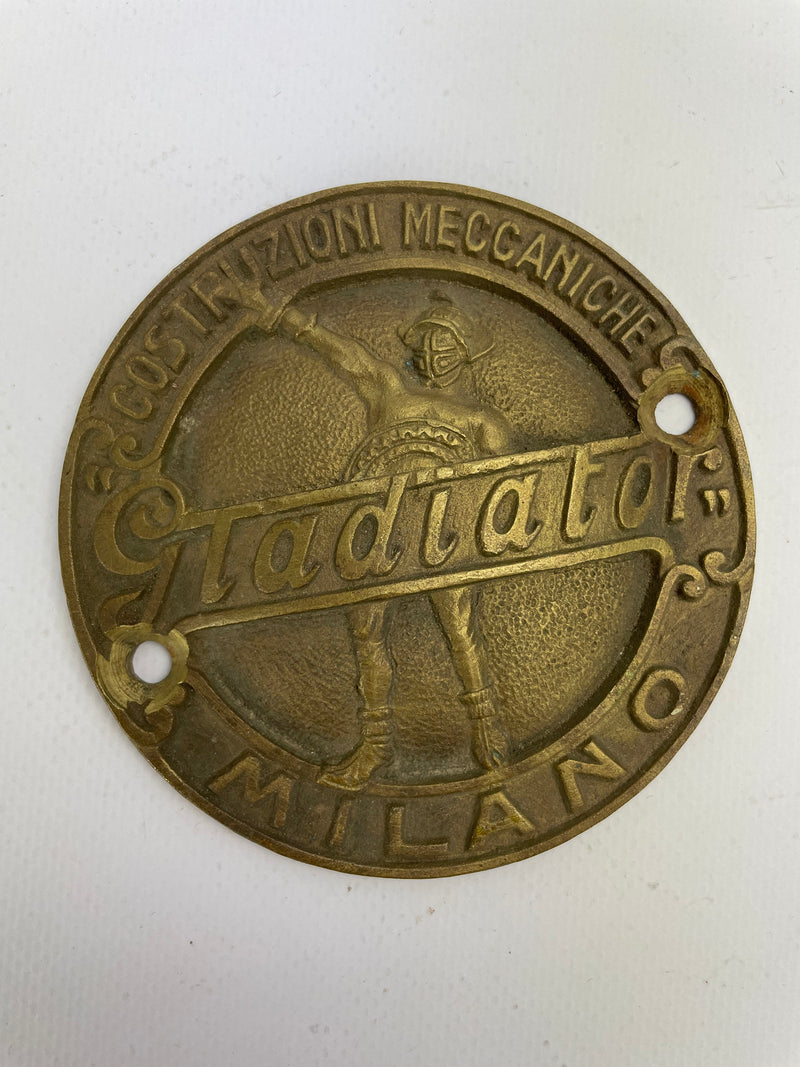 COSTRUZIONI MECCANICHE
"Gladiator"
MILANO